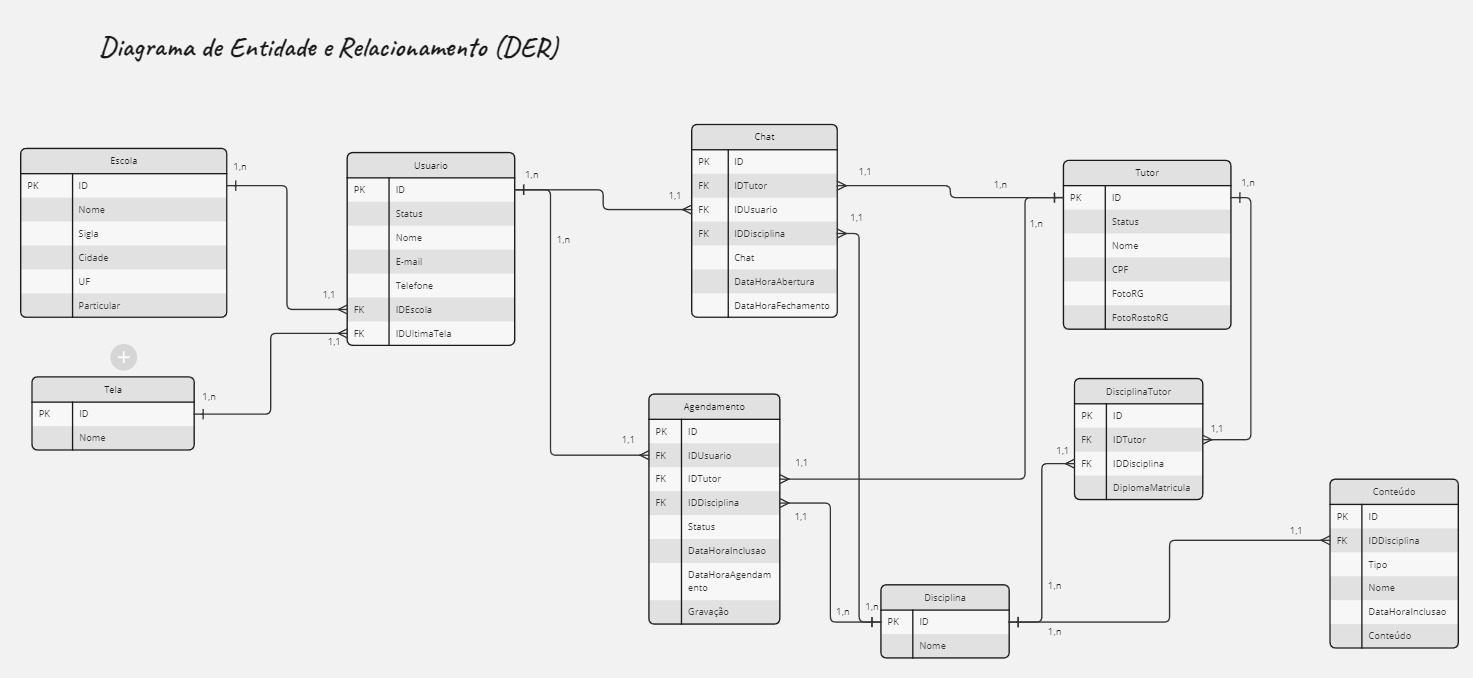 Diagrama de Entidade e Relacionamento (DER)
Escola
PK ID
Nome
Sigla
Cidade
UF
Particular
1,n
1,1
Tela
PK ID
Nome
1,n
1,1
Usuario
PK ID
Status
Nome
E-mail
Telefone
FK IDEscola
FK IDUltimaTela
1,n
1,n
1,1
1,1
Chat
PK ID
FK IDTutor
FK IDUsuario
FK IDDisciplina
Chat
DataHoraAbertura
DataHoraFechamento
1,1
1,1
1,n
1,n
Tutor
PK ID
Status
Nome
CPF
FotoRG
FotoRostoRG
1,n
Agendamento
PK ID
FK IDUsuario
FK IDTutor
FK IDDisciplina
Status
DataHoraInclusao
DataHoraAgendam
ento
Gravação
1,1
1,1
1,n
1,n
DisciplinaTutor
PK ID
FK IDTutor
FK IDDisciplina
DiplomaMatricula
1,1
1,1
Disciplina
PK ID
Nome
1,n
1,n
Conteúdo
PK ID
FK IDDisciplina
Tipo
Nome
DataHoraInclusao
Conteúdo
1,1